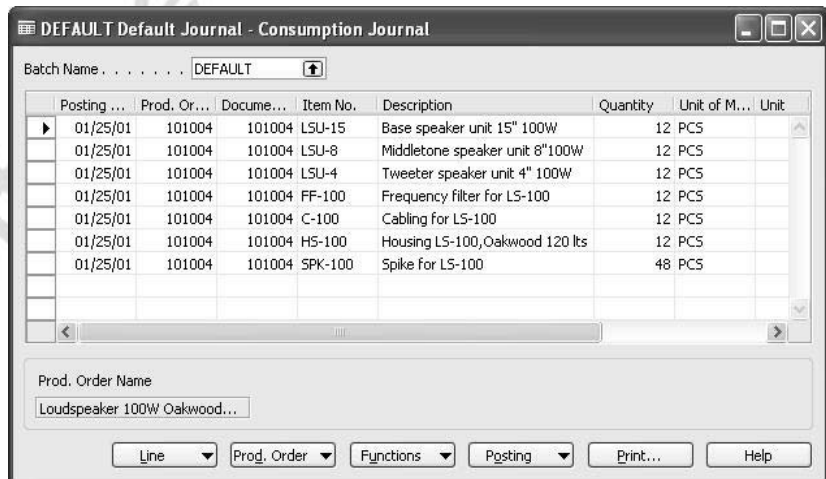 DEFAULT Default Journal - Consumption Journal
Batch Name . . . . . . . DEFAULT
Posting ... Prod. Or... Docume... Item No. Description Quantity Unit of M... Unit
01/25/01 101004 101004 LSU-15 Base speaker unit 15" 100W 12 PCS
01/25/01 101004 101004 LSU-8 Middletone speaker unit 8"100W 12 PCS
01/25/01 101004 101004 LSU-4 Tweeter speaker unit 4" 100W 12 PCS
01/25/01 101004 101004 FF-100 Frequency filter for LS-100 12 PCS
01/25/01 101004 101004 C-100 Cabling for LS-100 12 PCS
01/25/01 101004 101004 HS-100 Housing LS-100,Oakwood 120 lts 12 PCS
01/25/01 101004 101004 SPK-100 Spike for LS-100 48 PCS
Prod. Order Name
Loudspeaker 100W Oakwood...
Line Prod. Order Functions Posting Print... Help